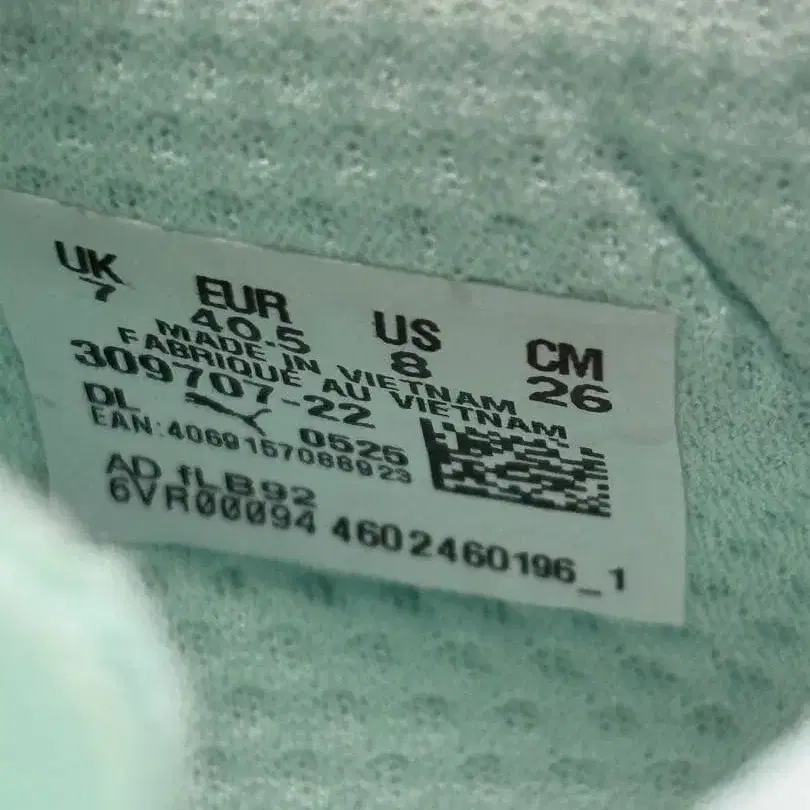 UK EUR US CM
7 40.5 8 26
MADE IN VIETNAM
FABRIQUE AU VIETNAM
309707-22
DL 0525
EAN:4069157088923
AD fLB92
6VR00094 4602460196_1